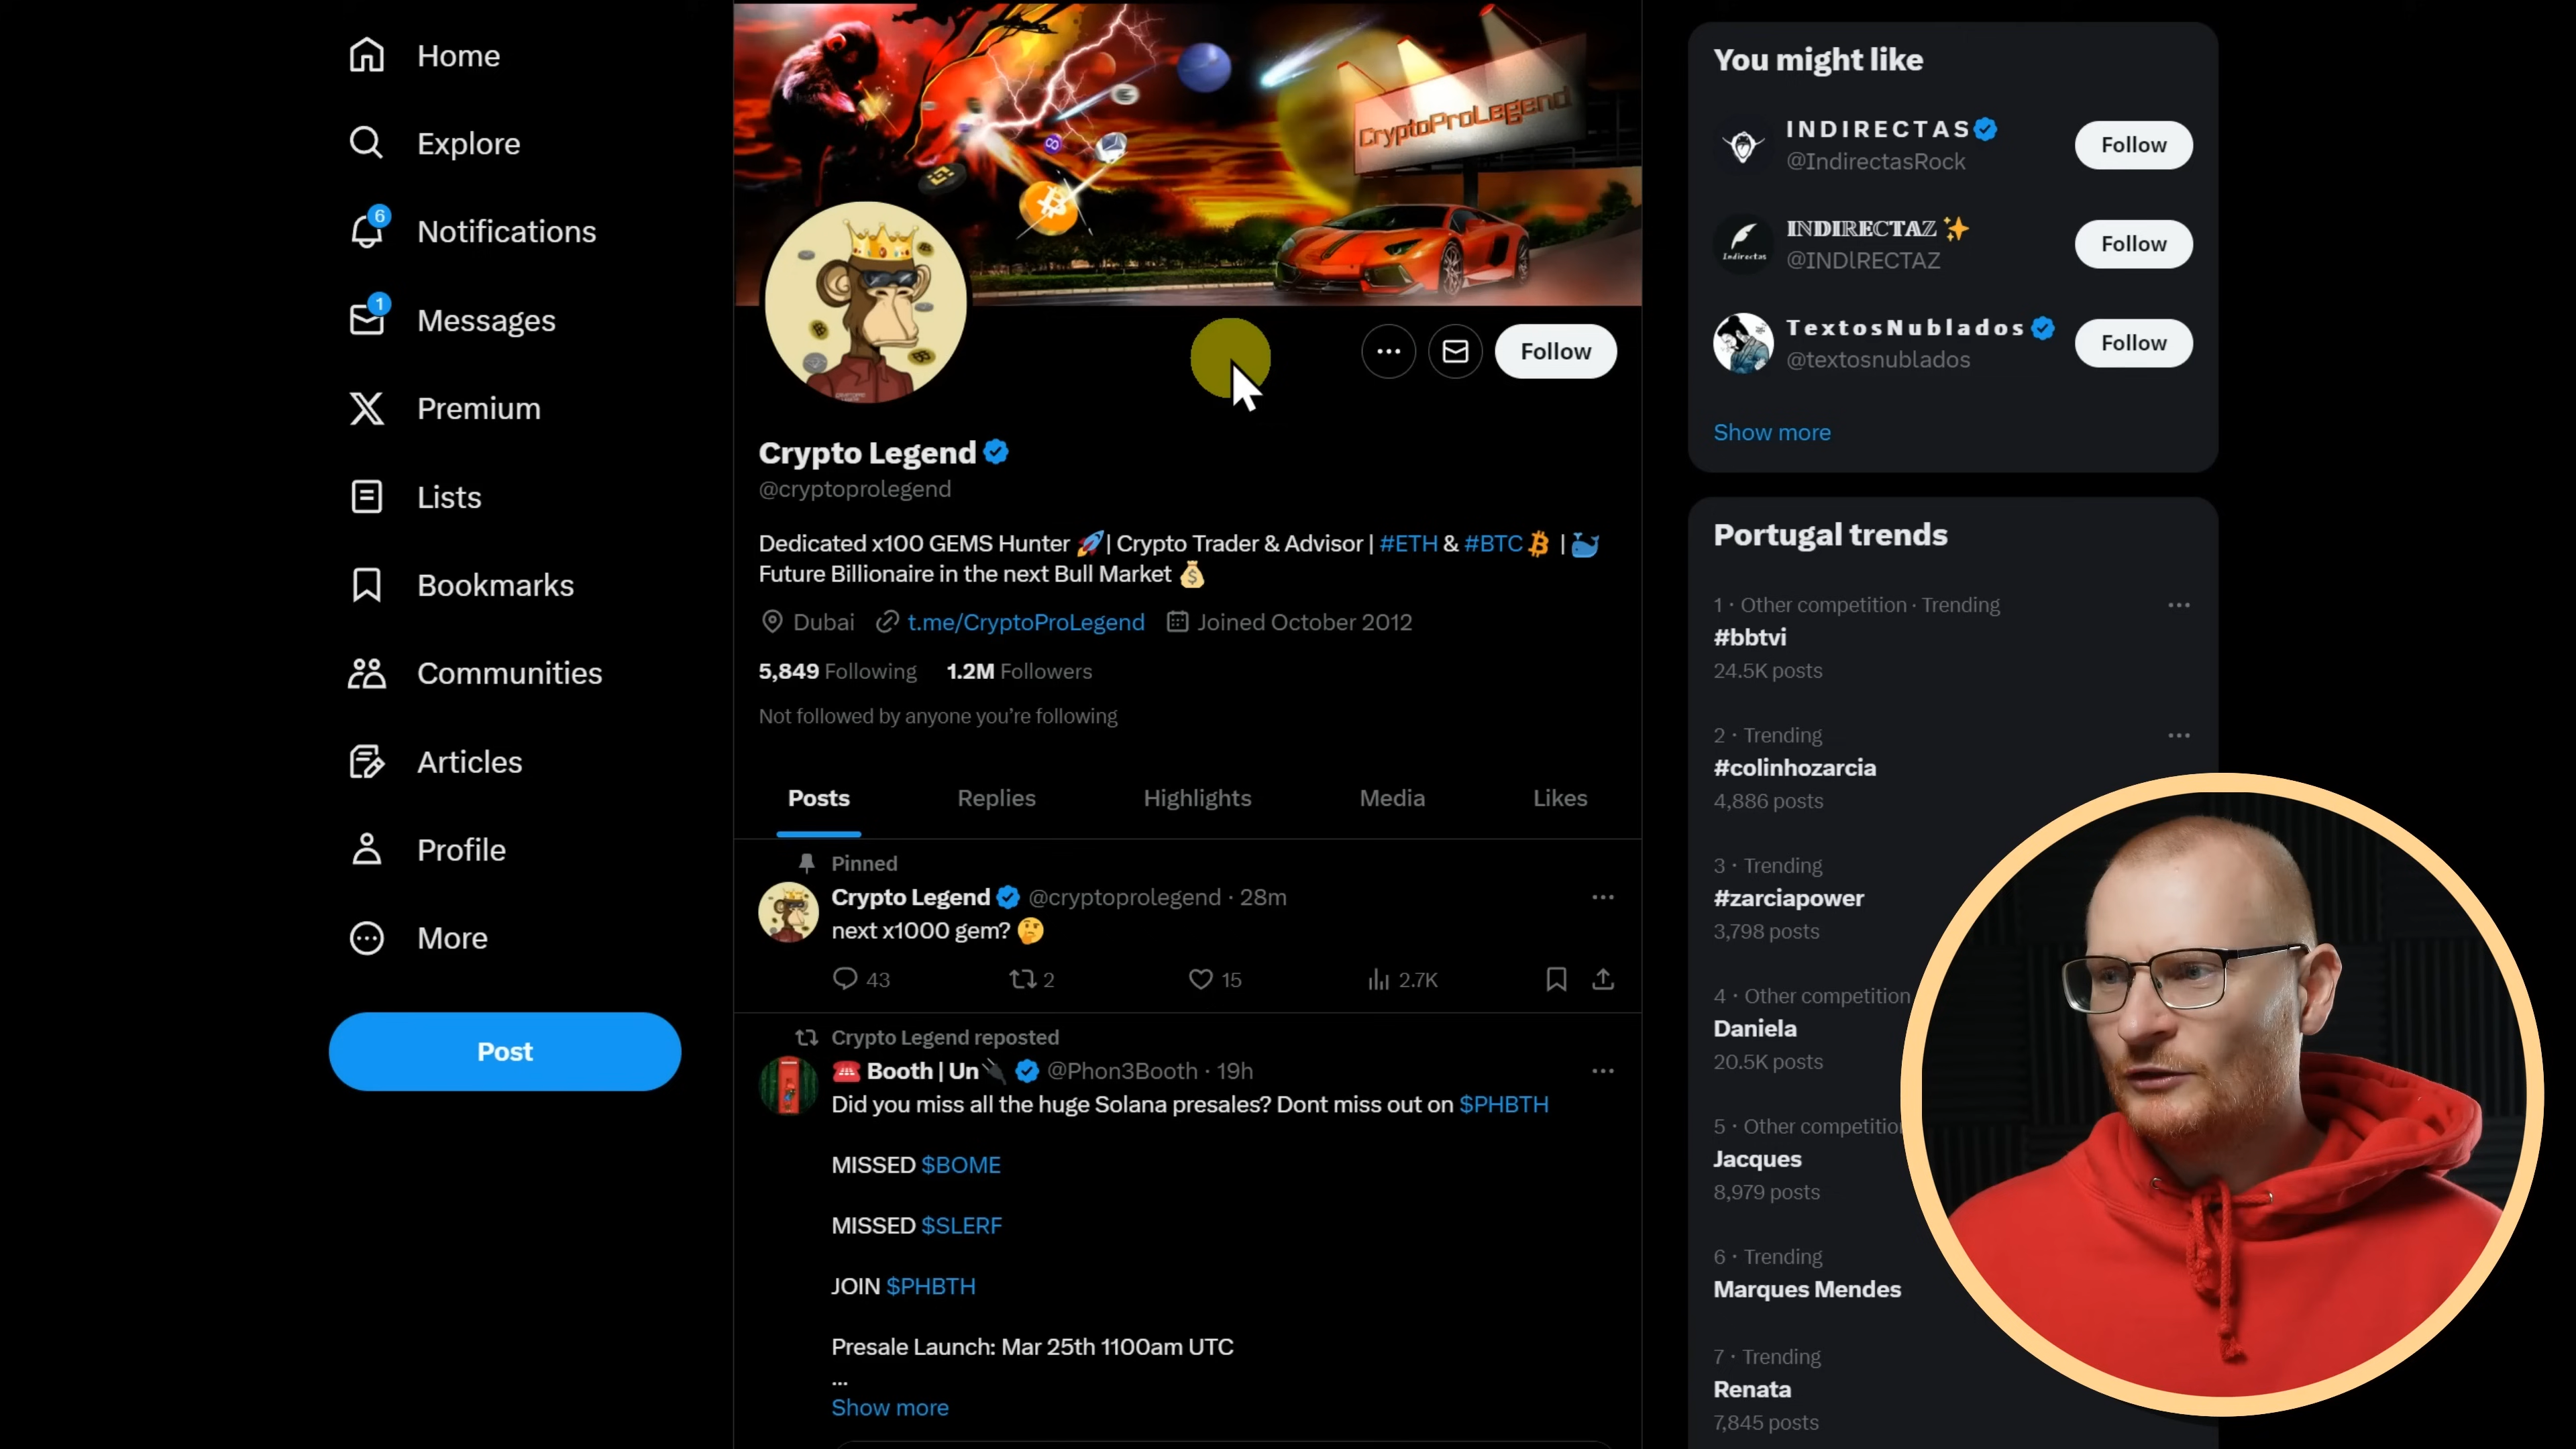 Home
Explore
6
Notifications
1
Messages
Premium
Lists
Bookmarks
Communities
Articles
Profile
More
Post
CryptoProLegend
Follow
Crypto Legend
@cryptoprolegend
Dedicated x100 GEMS Hunter 🚀| Crypto Trader & Advisor | #ETH & #BTC | 🐳
Future Billionaire in the next Bull Market 💰
Dubai t.me/CryptoProLegend Joined October 2012
5,849 Following 1.2M Followers
Not followed by anyone you’re following
Posts Replies Highlights Media Likes
Pinned
Crypto Legend @cryptoprolegend · 28m
next x1000 gem? 🤔
43 2 15 2.7K
Crypto Legend reposted
☎️ Booth | Un🔌 @Phon3Booth · 19h
Did you miss all the huge Solana presales? Dont miss out on $PHBTH
MISSED $BOME
MISSED $SLERF
JOIN $PHBTH
Presale Launch: Mar 25th 1100am UTC
...
Show more
You might like
INDIRECTAS
@IndirectasRock
Follow
Indirectas
𝕀ℕ𝔻𝕀ℝ𝔼ℂ𝕋𝔸ℤ ✨
@INDlRECTAZ
Follow
TextosNublados
@textosnublados
Follow
Show more
Portugal trends
1 · Other competition · Trending
#bbtvi
24.5K posts
2 · Trending
#colinhozarcia
4,886 posts
3 · Trending
#zarciapower
3,798 posts
4 · Other competition
Daniela
20.5K posts
5 · Other
Jacques
8,979 posts
6 · Trending
Marques Mendes
7 · Trending
Renata
7,845 posts